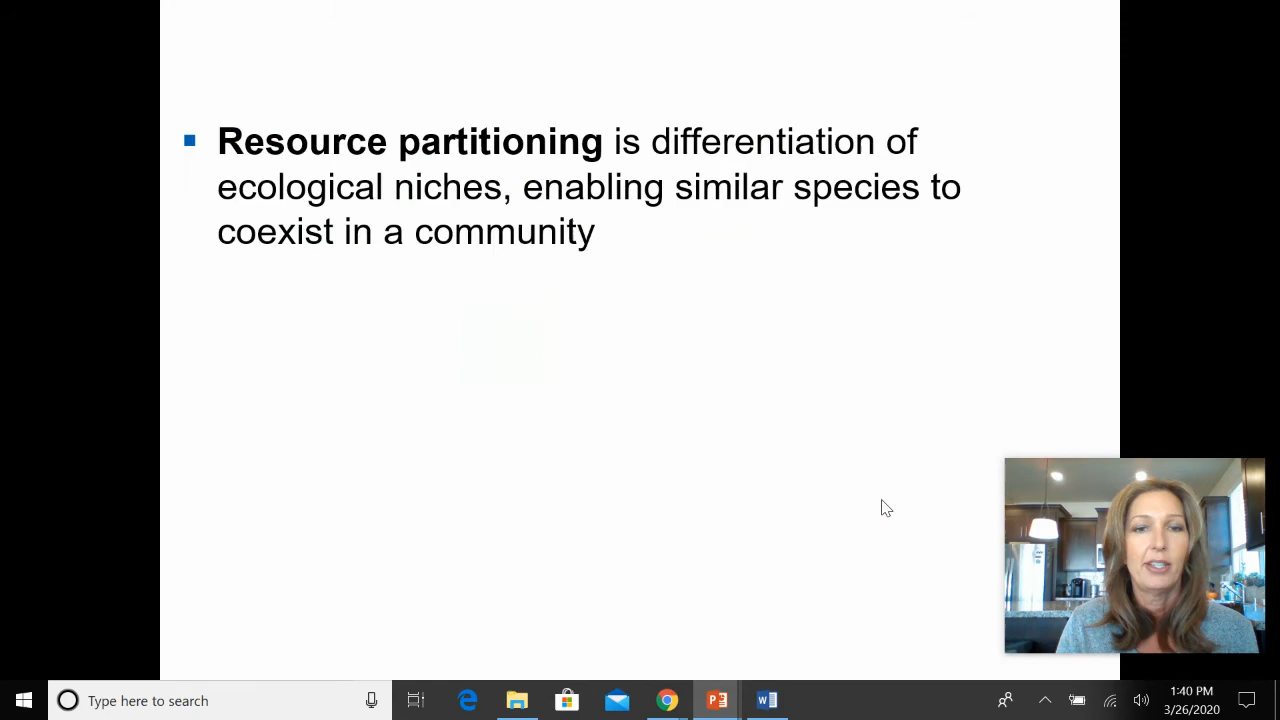 Resource partitioning is differentiation of
ecological niches, enabling similar species to
coexist in a community
Type here to search
1:40 PM
3/26/2020